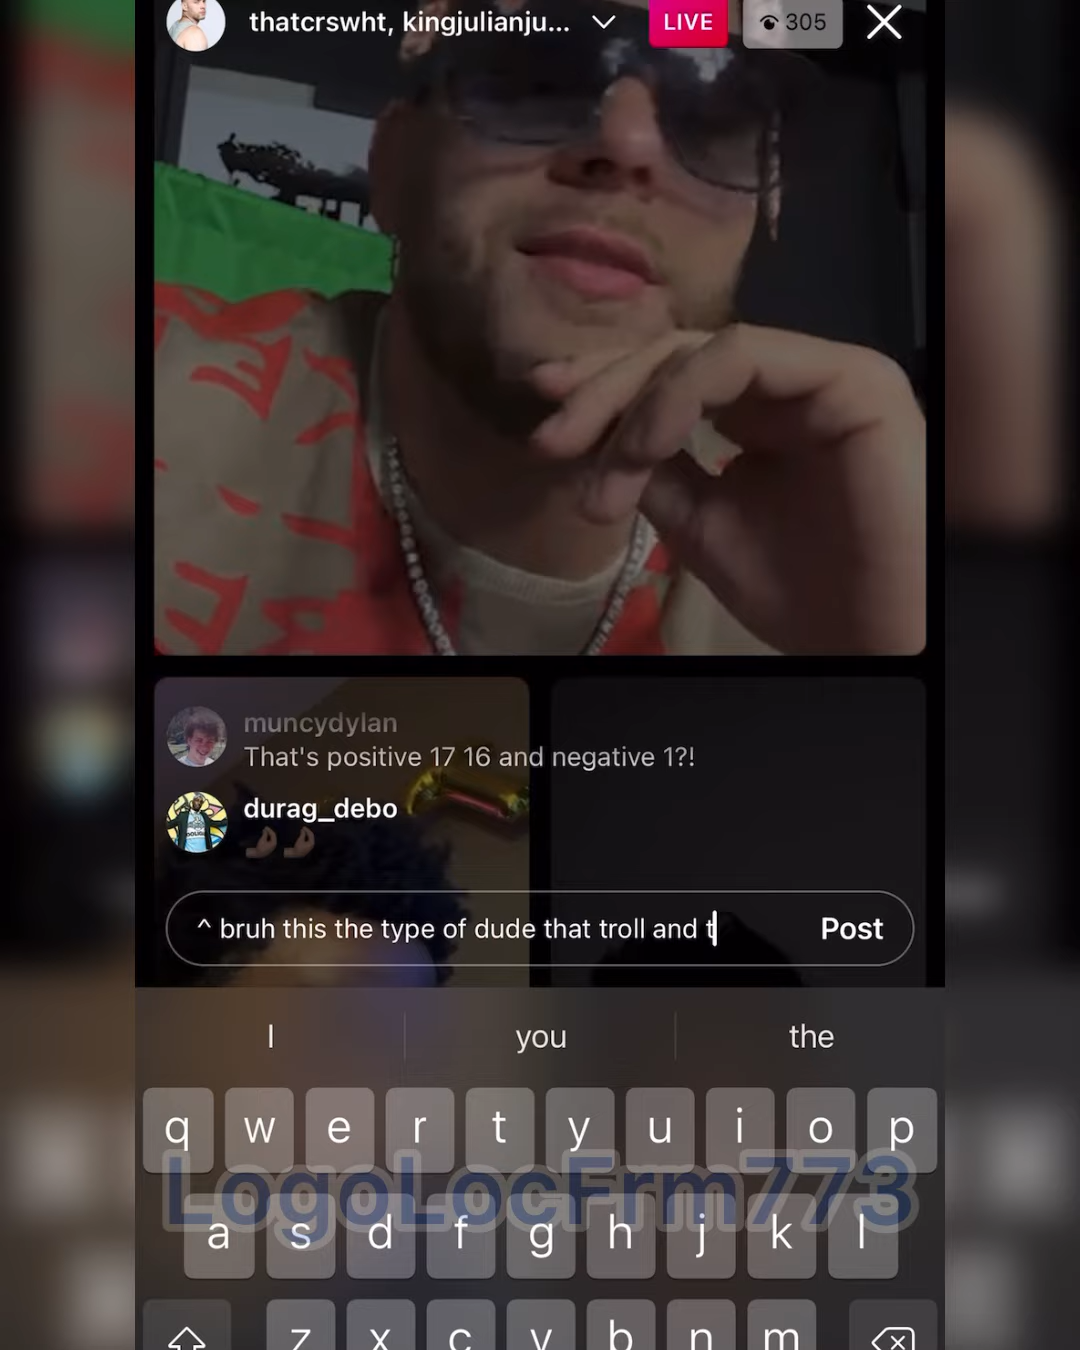 thatcrswht, kingjulianju...
LIVE
305
muncydylan
That's positive 17 16 and negative 1?!
durag_debo
^ bruh this the type of dude that troll and t
Post
I you the
q w e r t y u i o p
LogoLocFrm773
a s d f g h j k l
z x c v b n m